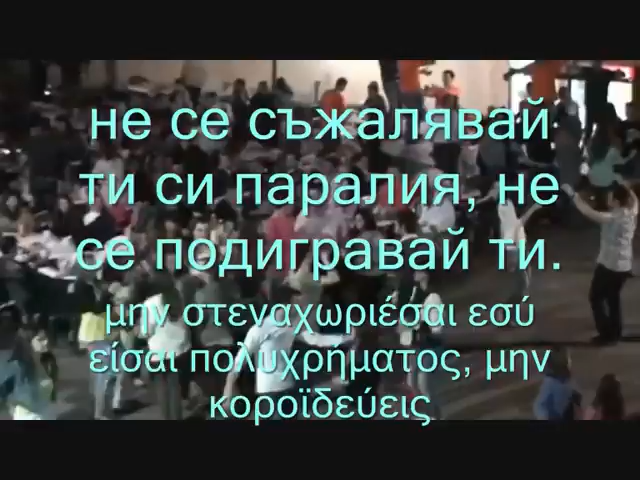 не се съжалявай
ти си паралия, не
се подигравай ти.
μην στεναχωριέσαι εσύ
είσαι πολυχρήματος, μην
κοροϊδεύεις